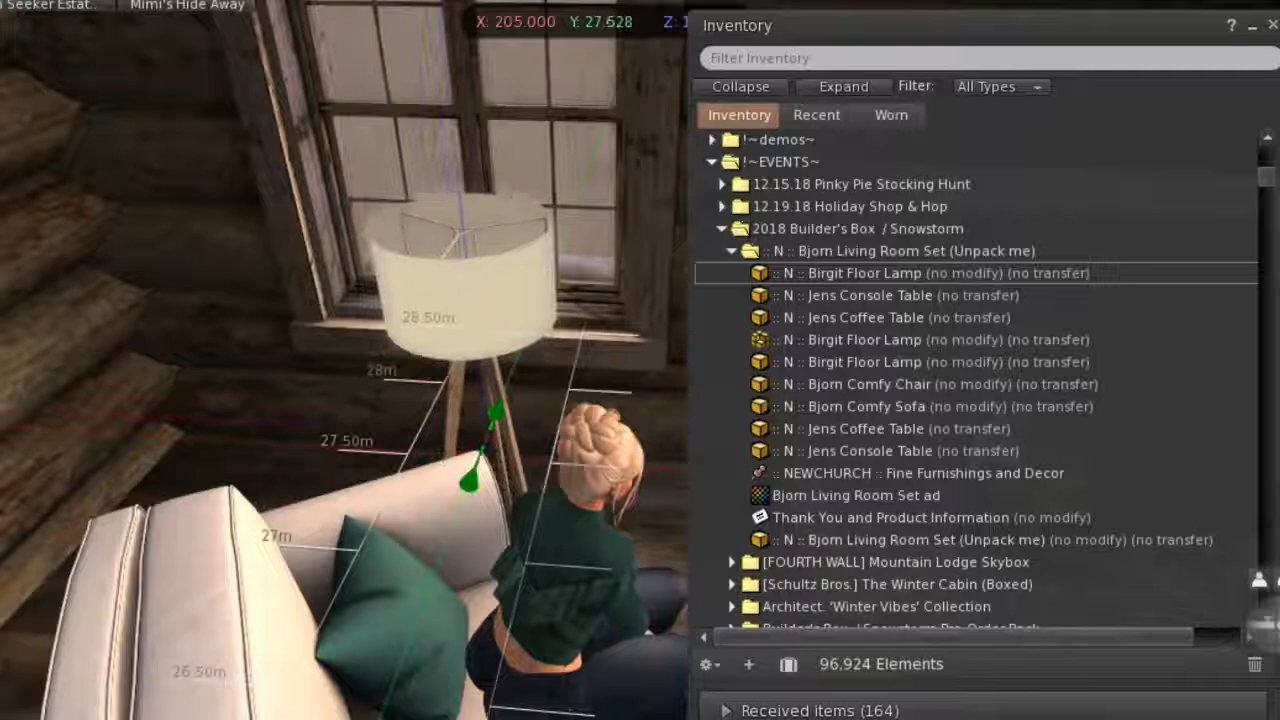 Seeker Estat..
Mimi's Hide Away
X: 205.000 Y: 27.528 Z: 1
Inventory
? _ ×
Filter Inventory
Collapse Expand Filter: All Types
Inventory Recent Worn
!~demos~
!~EVENTS~
12.15.18 Pinky Pie Stocking Hunt
12.19.18 Holiday Shop & Hop
2018 Builder's Box / Snowstorm
:: N :: Bjorn Living Room Set (Unpack me)
:: N :: Birgit Floor Lamp (no modify) (no transfer)
:: N :: Jens Console Table (no transfer)
:: N :: Jens Coffee Table (no transfer)
:: N :: Birgit Floor Lamp (no modify) (no transfer)
:: N :: Birgit Floor Lamp (no modify) (no transfer)
:: N :: Bjorn Comfy Chair (no modify) (no transfer)
:: N :: Bjorn Comfy Sofa (no modify) (no transfer)
:: N :: Jens Coffee Table (no transfer)
:: N :: Jens Console Table (no transfer)
:: NEWCHURCH :: Fine Furnishings and Decor
Bjorn Living Room Set ad
Thank You and Product Information (no modify)
:: N :: Bjorn Living Room Set (Unpack me) (no modify) (no transfer)
[FOURTH WALL] Mountain Lodge Skybox
[Schultz Bros.] The Winter Cabin (Boxed)
Architect. 'Winter Vibes' Collection
96,924 Elements
Received items (164)
28.50m
28m
27.50m
27m
26.50m